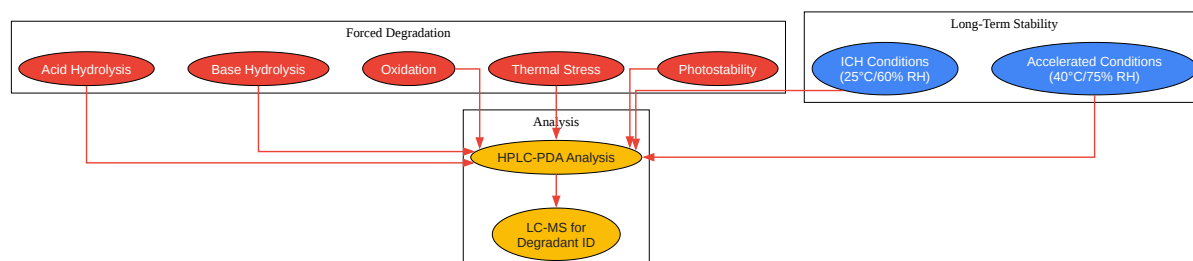 Forced Degradation
Acid Hydrolysis
Base Hydrolysis
Oxidation
Thermal Stress
Photostability
Long-Term Stability
ICH Conditions
(25°C/60% RH)
Accelerated Conditions
(40°C/75% RH)
Analysis
HPLC-PDA Analysis
LC-MS for
Degradant ID